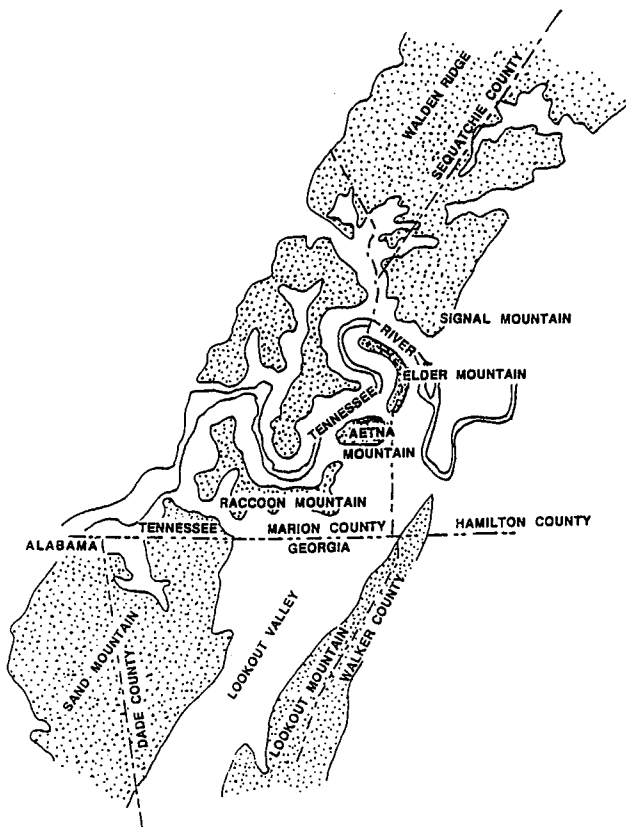 WALDEN RIDGE
SEQUATCHIE COUNTY
SIGNAL MOUNTAIN
RIVER
ELDER MOUNTAIN
TENNESSEE
AETNA
MOUNTAIN
RACCOON MOUNTAIN
TENNESSEE
MARION COUNTY
HAMILTON COUNTY
ALABAMA
GEORGIA
SAND MOUNTAIN
DADE COUNTY
LOOKOUT VALLEY
LOOKOUT MOUNTAIN
WALKER COUNTY